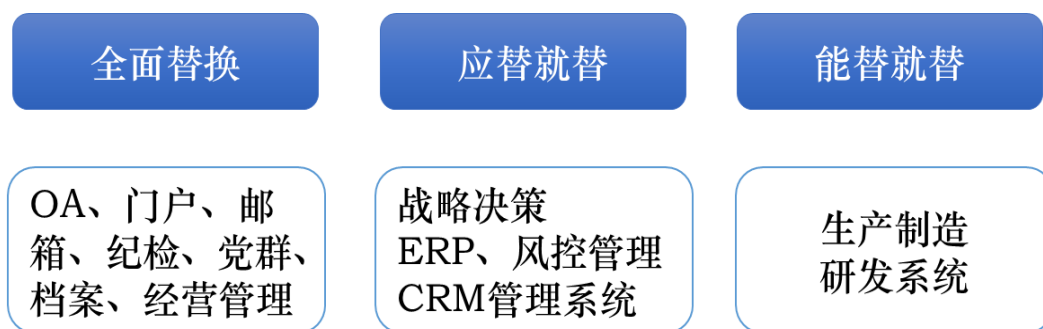 全面替换
应替就替
能替就替
OA、门户、邮
箱、纪检、党群、
档案、经营管理
战略决策
ERP、风控管理
CRM管理系统
生产制造
研发系统